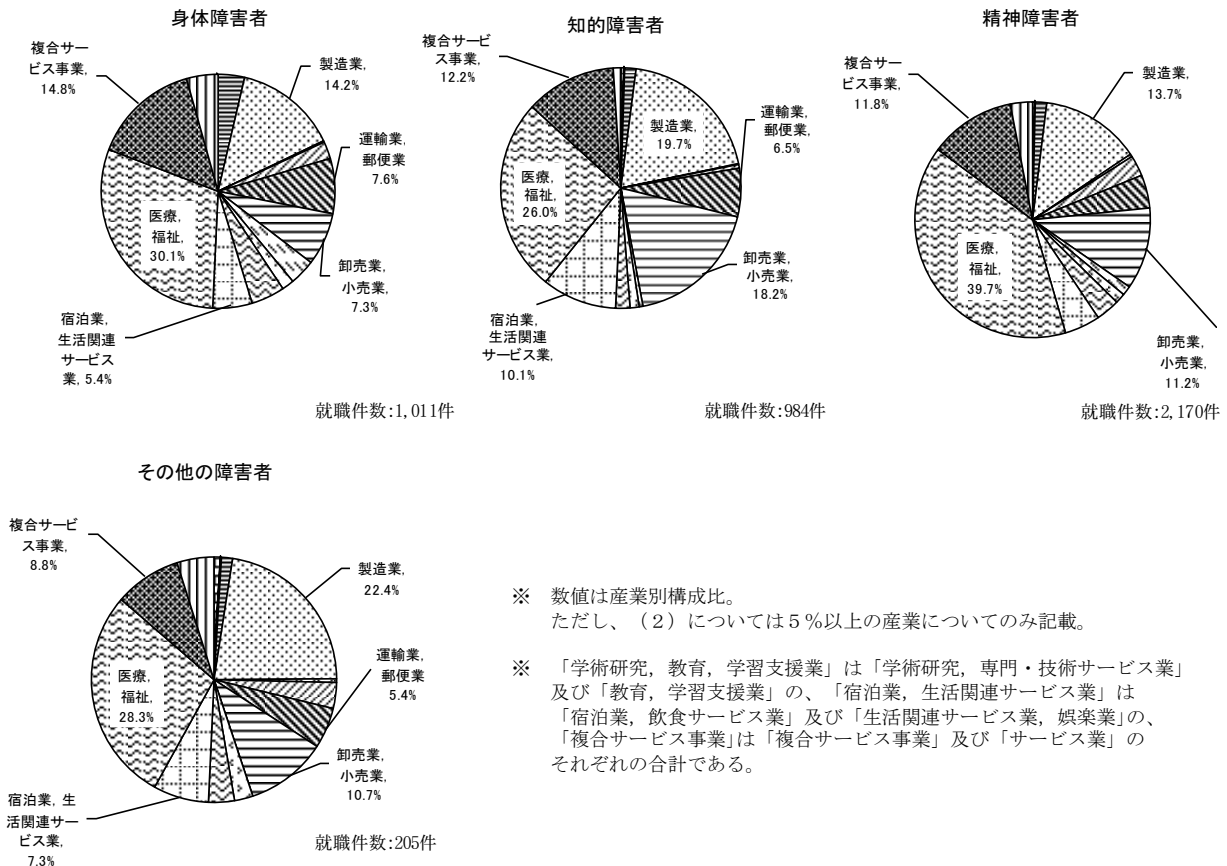 身体障害者
複合サー
ビス事業,
14.8%
製造業,
14.2%
運輸業,
郵便業
7.6%
卸売業,
小売業,
7.3%
医療,
福祉,
30.1%
宿泊業,
生活関連
サービス
業, 5.4%
就職件数:1,011件
知的障害者
複合サービ
ス事業,
12.2%
製造業,
19.7%
運輸業,
郵便業,
6.5%
卸売業,
小売業,
18.2%
医療,
福祉,
26.0%
宿泊業,
生活関連
サービス業,
10.1%
就職件数:984件
精神障害者
複合サービ
ス事業,
11.8%
製造業,
13.7%
卸売業,
小売業,
11.2%
医療,
福祉,
39.7%
就職件数:2,170件
その他の障害者
複合サービ
ス事業,
8.8%
製造業,
22.4%
運輸業,
郵便業
5.4%
卸売業,
小売業,
10.7%
医療,
福祉,
28.3%
宿泊業, 生
活関連サー
ビス業,
7.3%
就職件数:205件
※ 数値は産業別構成比。
ただし、（2）については5％以上の産業についてのみ記載。
※ 「学術研究，教育，学習支援業」は「学術研究，専門・技術サービス業」
及び「教育，学習支援業」の、「宿泊業，生活関連サービス業」は
「宿泊業，飲食サービス業」及び「生活関連サービス業，娯楽業」の、
「複合サービス事業」は「複合サービス事業」及び「サービス業」の
それぞれの合計である。